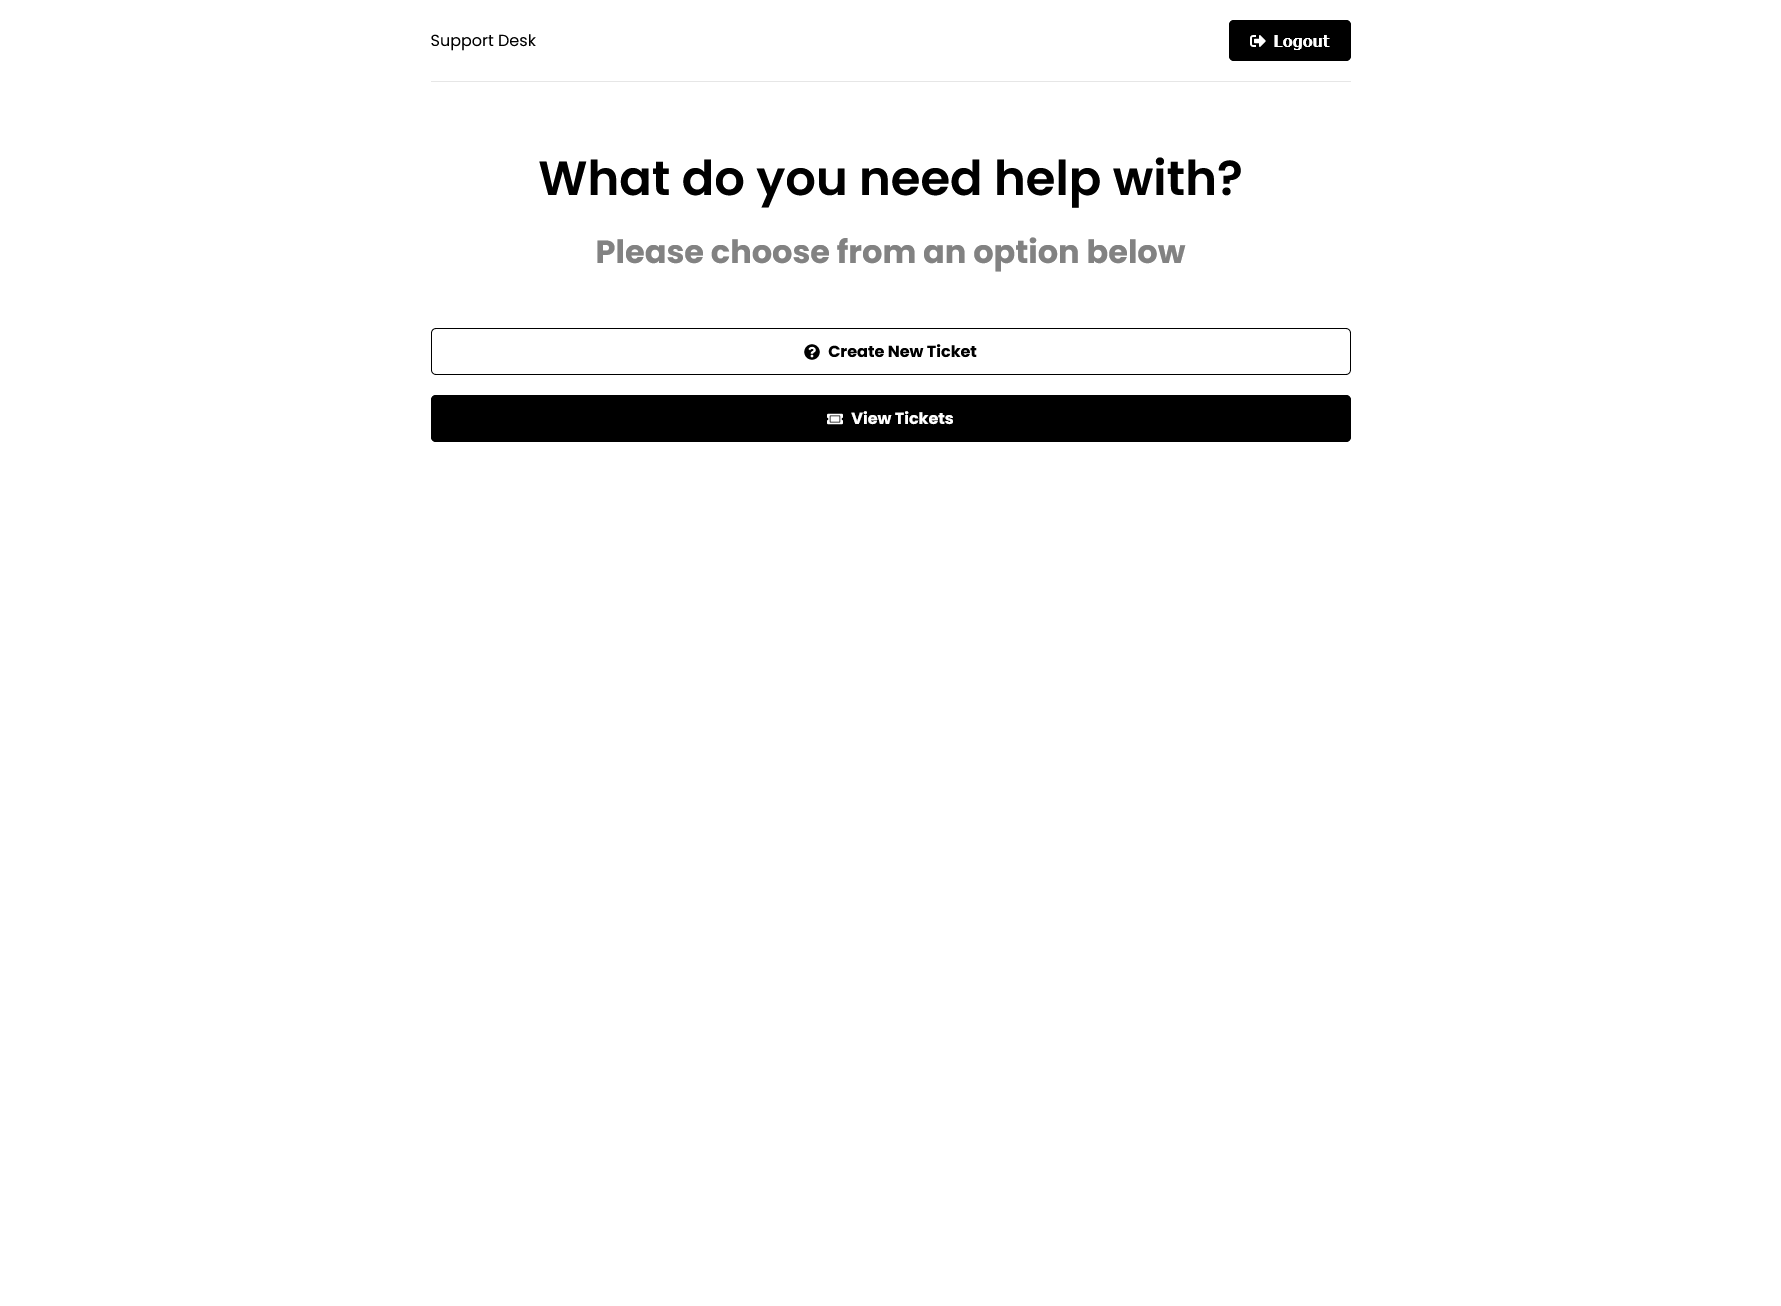 Support Desk
Logout
What do you need help with?
Please choose from an option below
Create New Ticket
View Tickets